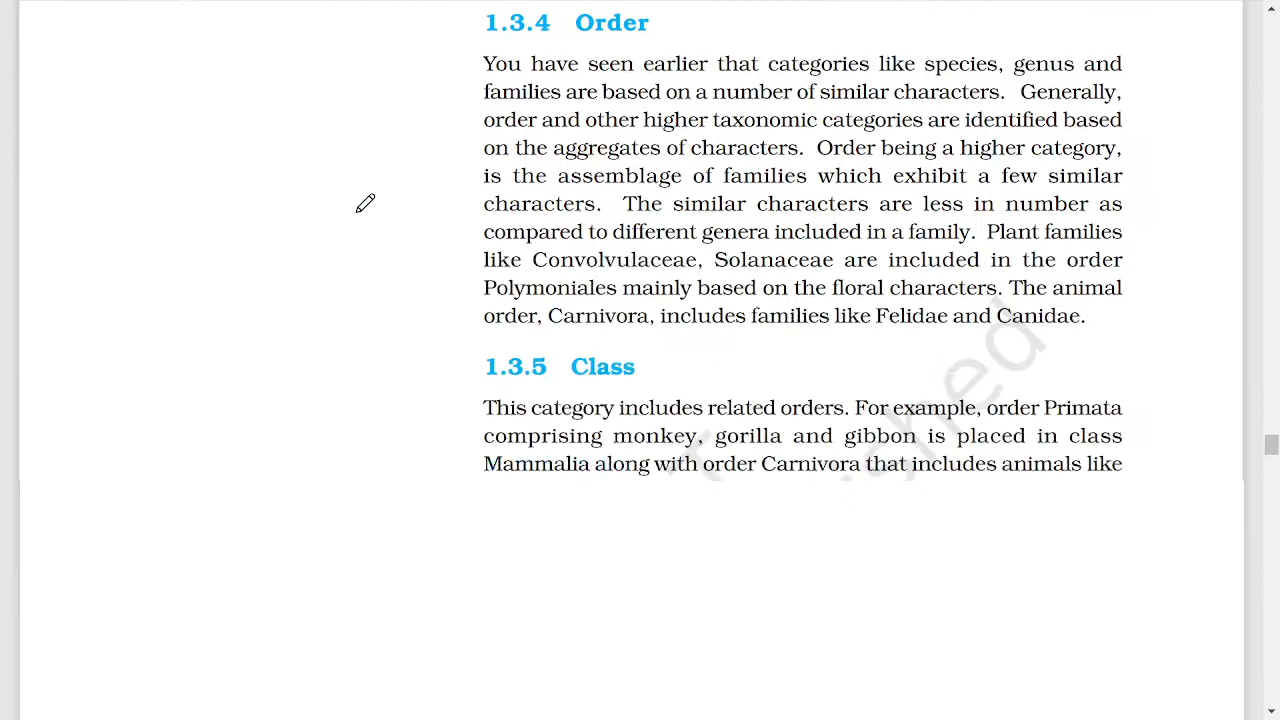 1.3.4 Order
You have seen earlier that categories like species, genus and
families are based on a number of similar characters. Generally,
order and other higher taxonomic categories are identified based
on the aggregates of characters. Order being a higher category,
is the assemblage of families which exhibit a few similar
characters. The similar characters are less in number as
compared to different genera included in a family. Plant families
like Convolvulaceae, Solanaceae are included in the order
Polymoniales mainly based on the floral characters. The animal
order, Carnivora, includes families like Felidae and Canidae.
1.3.5 Class
This category includes related orders. For example, order Primata
comprising monkey, gorilla and gibbon is placed in class
Mammalia along with order Carnivora that includes animals like